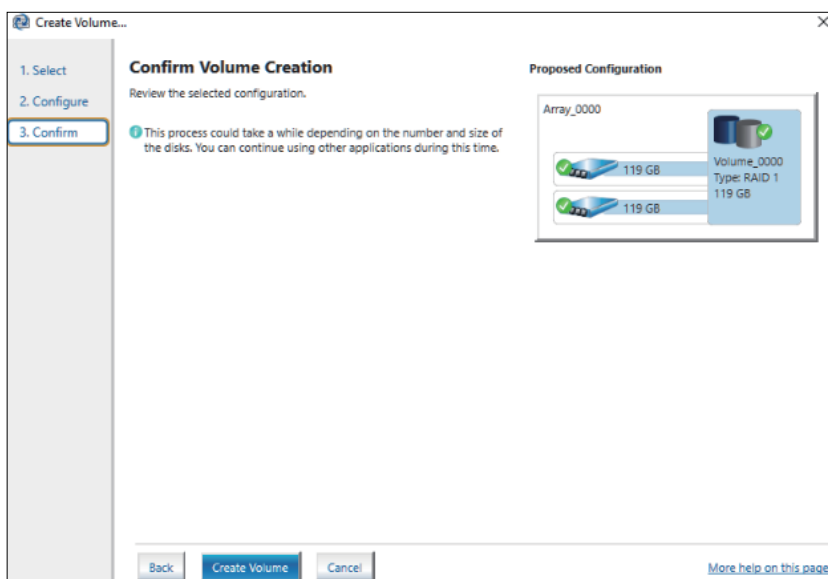 Create Volume...
1. Select
2. Configure
3. Confirm
Confirm Volume Creation
Review the selected configuration.
This process could take a while depending on the number and size of
the disks. You can continue using other applications during this time.
Proposed Configuration
Array_0000
119 GB
119 GB
Volume_0000
Type: RAID 1
119 GB
Back
Create Volume
Cancel
More help on this page